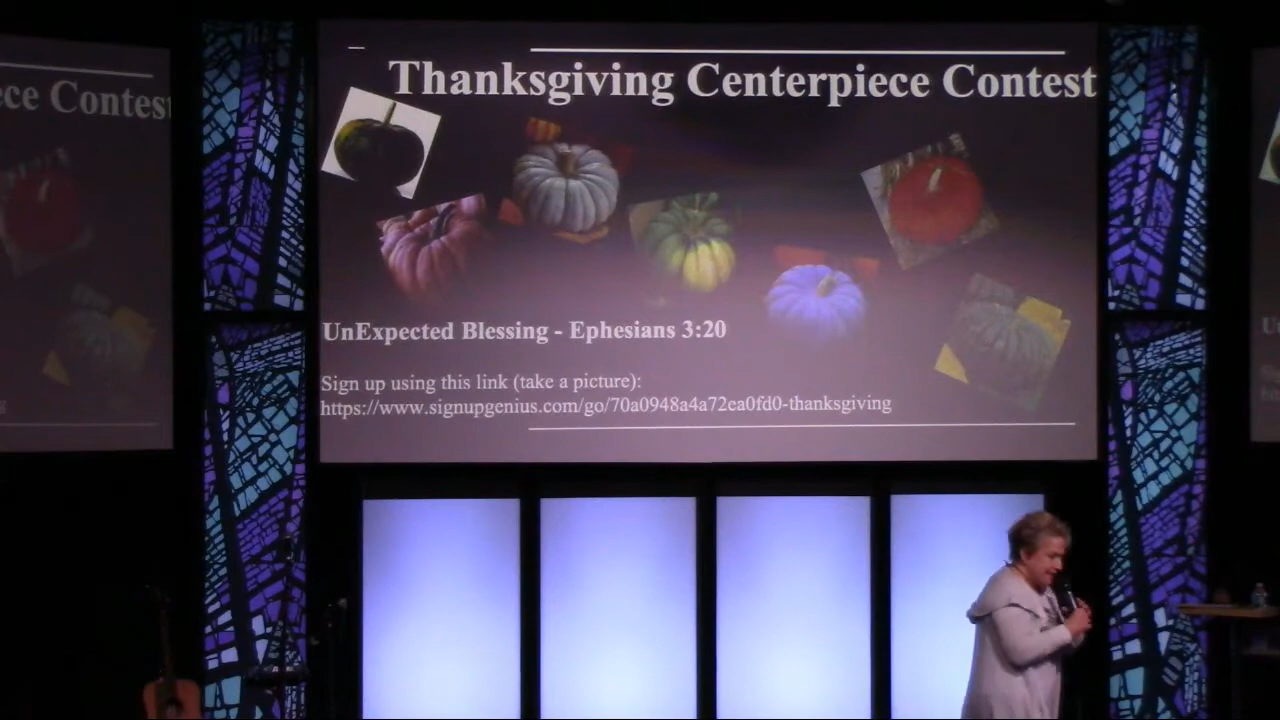 Thanksgiving Centerpiece Contest
ece Contest
UnExpected Blessing - Ephesians 3:20
Sign up using this link (take a picture):
https://www.signupgenius.com/go/70a0948a4a72ea0fd0-thanksgiving